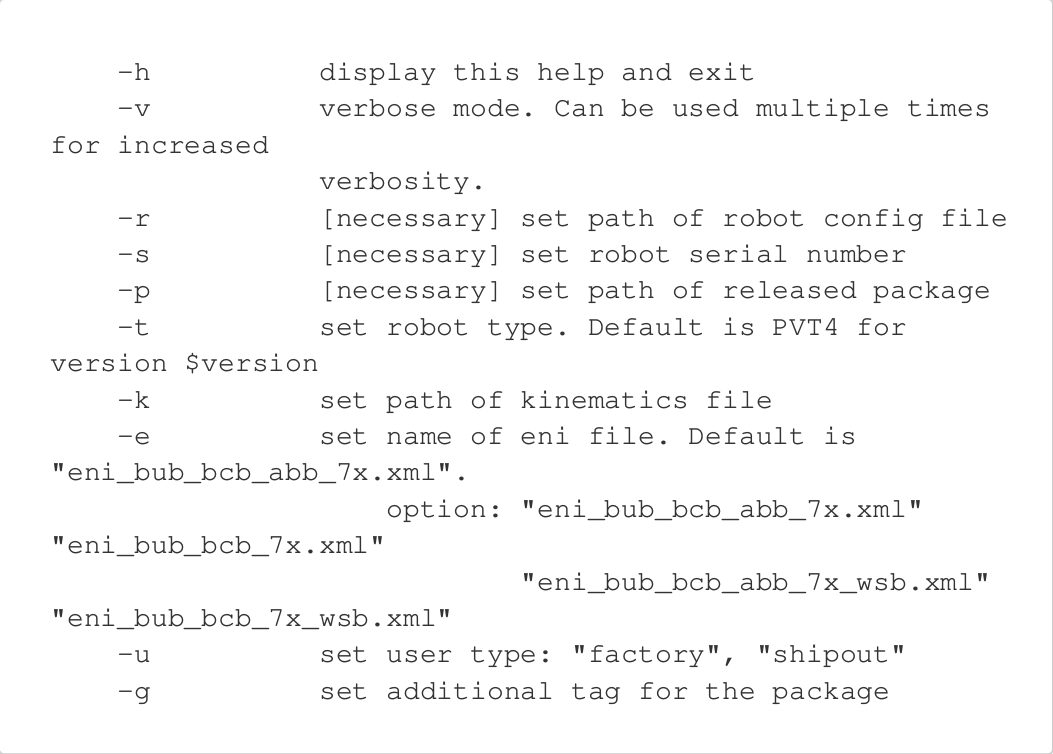 -h          display this help and exit
-v          verbose mode. Can be used multiple times
for increased
verbosity.
-r          [necessary] set path of robot config file
-s          [necessary] set robot serial number
-p          [necessary] set path of released package
-t          set robot type. Default is PVT4 for
version $version
-k          set path of kinematics file
-e          set name of eni file. Default is
"eni_bub_bcb_abb_7x.xml".
option: "eni_bub_bcb_abb_7x.xml"
"eni_bub_bcb_7x.xml"
"eni_bub_bcb_abb_7x_wsb.xml"
"eni_bub_bcb_7x_wsb.xml"
-u          set user type: "factory", "shipout"
-g          set additional tag for the package